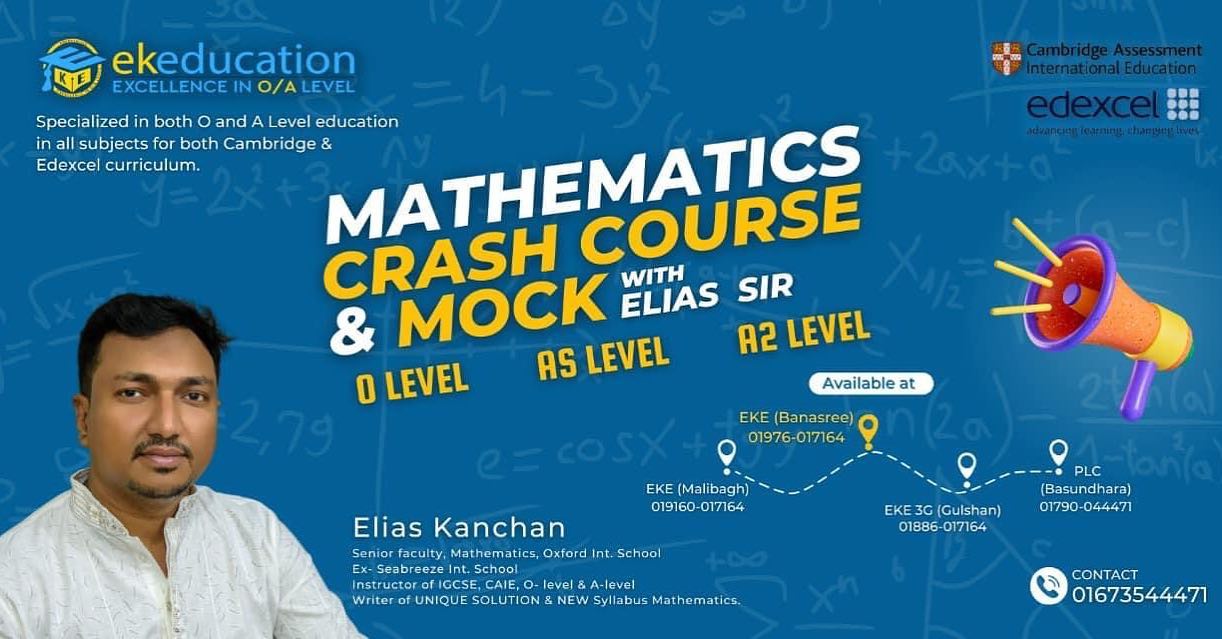 KE
ekeducation
EXCELLENCE IN O/A LEVEL
Specialized in both O and A Level education
in all subjects for both Cambridge &
Edexcel curriculum.
Cambridge Assessment
International Education
edexcel
advancing learning, changing lives
MATHEMATICS
CRASH COURSE
& MOCK WITH ELIAS SIR
O LEVEL
AS LEVEL
A2 LEVEL
Available at
EKE (Malibagh)
019160-017164
EKE (Banasree)
01976-017164
EKE 3G (Gulshan)
01886-017164
PLC
(Basundhara)
01790-044471
Elias Kanchan
Senior faculty, Mathematics, Oxford Int. School
Ex- Seabreeze Int. School
Instructor of IGCSE, CAIE, O- level & A-level
Writer of UNIQUE SOLUTION & NEW Syllabus Mathematics.
CONTACT
01673544471